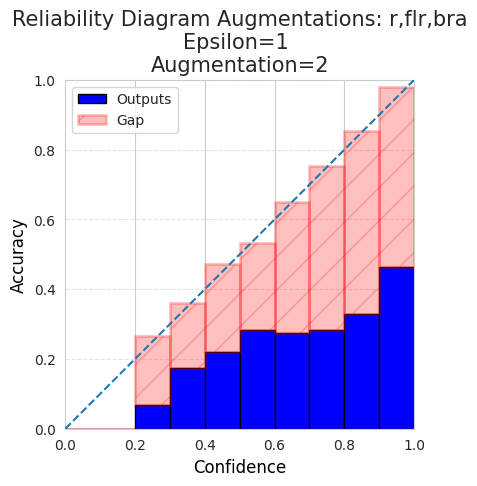 Reliability Diagram Augmentations: r,flr,bra
Epsilon=1
Augmentation=2
1.0
0.8
0.6
0.4
0.2
0.0
Accuracy
Outputs
Gap
0.0 0.2 0.4 0.6 0.8 1.0
Confidence